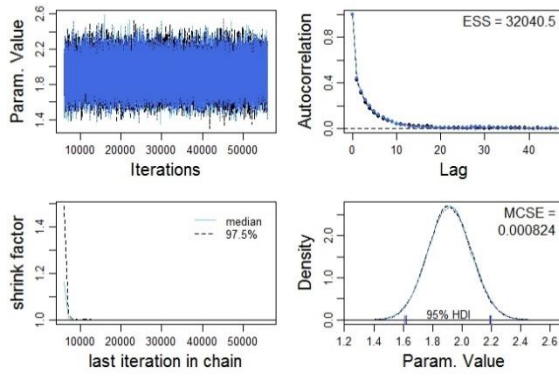 Param. Value
2.6
2.2
1.8
1.4
10000 20000 30000 40000 50000
Iterations
Autocorrelation
0.8
0.4
0.0
ESS = 32040.5
0 10 20 30 40
Lag
shrink factor
1.4
1.2
1.0
median
97.5%
10000 20000 30000 40000 50000
last iteration in chain
Density
2.0
1.0
0.0
MCSE =
0.000824
95% HDI
1.2 1.4 1.6 1.8 2.0 2.2 2.4 2.6
Param. Value